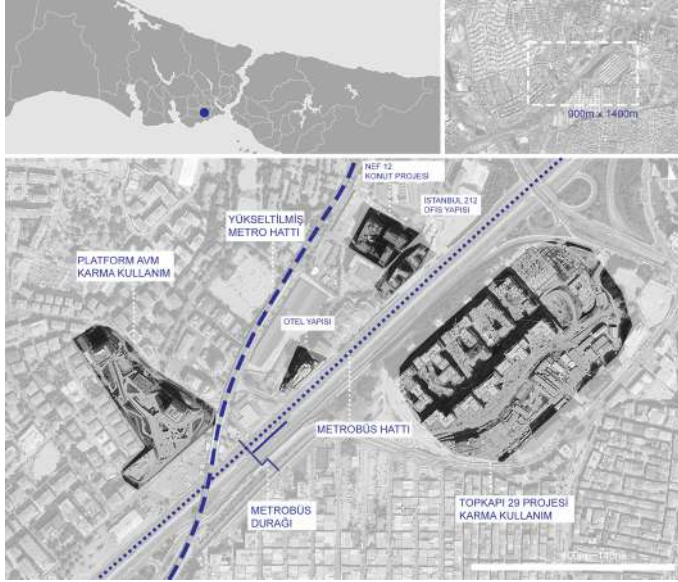 900m x 1490m
NEF 12
KONUT PROJESİ
İSTANBUL 212
OFİS YAPISI
YÜKSELTİLMİŞ
METRO HATTI
PLATFORM AVM
KARMA KULLANIM
OTEL YAPISI
METROBÜS HATTI
METROBÜS
DURAĞI
TOPKAPI 29 PROJESİ
KARMA KULLANIM